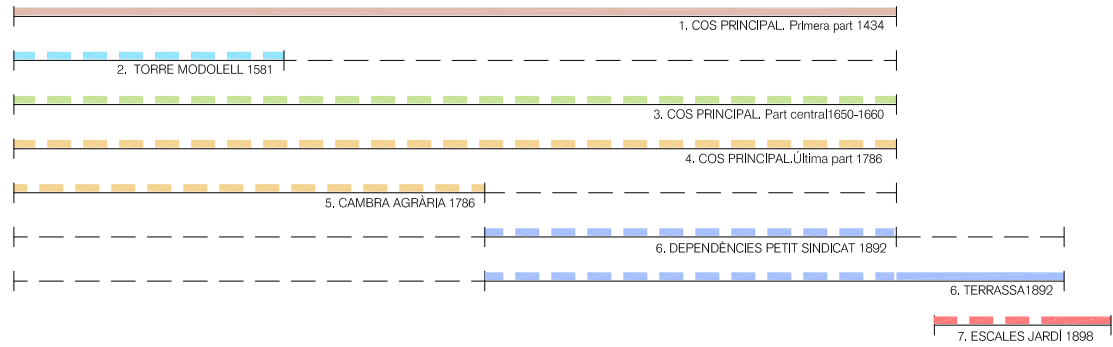 1. COS PRINCIPAL. Primera part 1434
2. TORRE MODOLELL 1581
3. COS PRINCIPAL. Part central1650-1660
4. COS PRINCIPAL.Última part 1786
5. CAMBRA AGRÀRIA 1786
6. DEPENDÈNCIES PETIT SINDICAT 1892
6. TERRASSA1892
7. ESCALES JARDÍ 1898